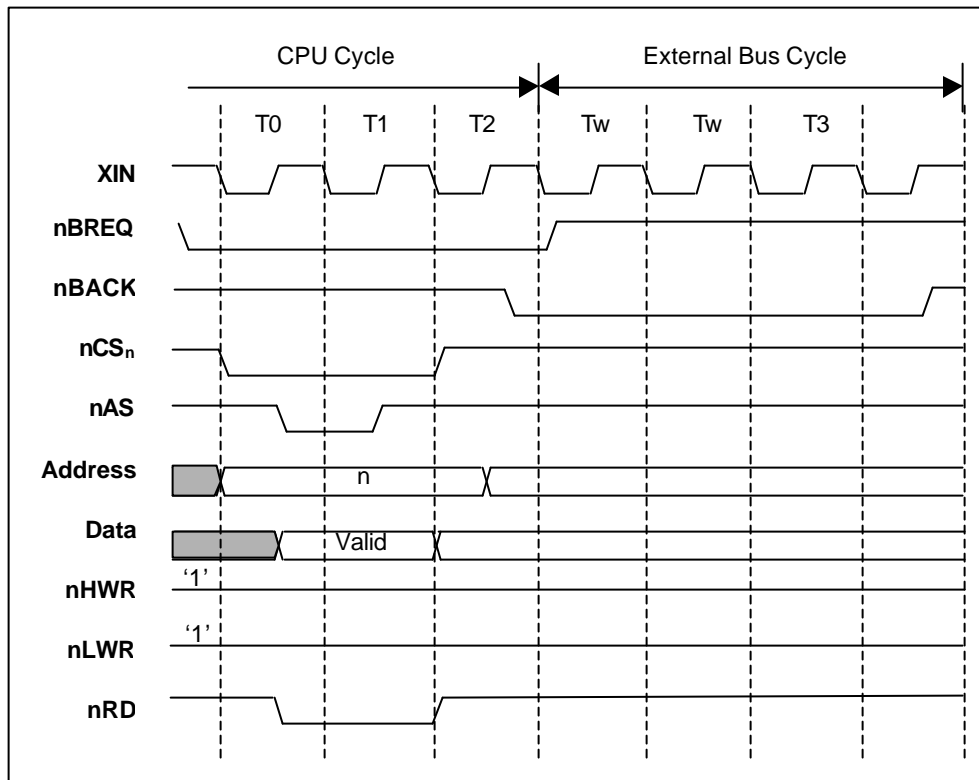 CPU Cycle External Bus Cycle
T0 T1 T2 Tw Tw T3
XIN
nBREQ
nBACK
nCSn
nAS
Address n
Data Valid
nHWR ‘1’
nLWR ‘1’
nRD